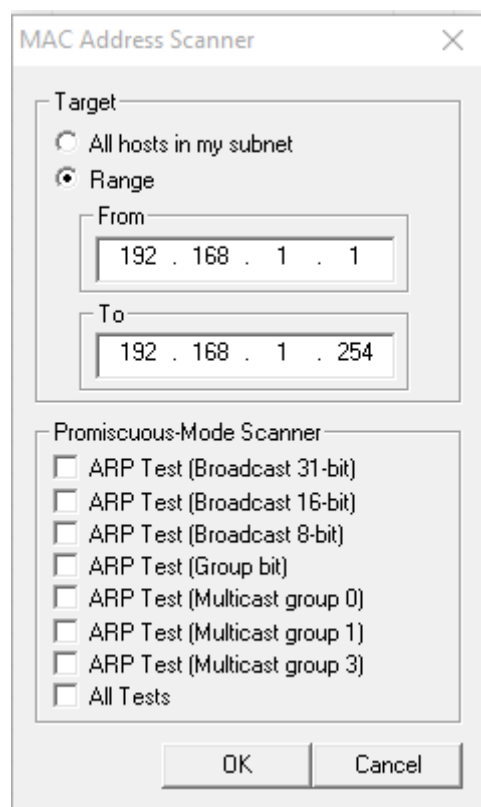 MAC Address Scanner
Target
All hosts in my subnet
Range
From
192 . 168 . 1 . 1
To
192 . 168 . 1 . 254
Promiscuous-Mode Scanner
ARP Test (Broadcast 31-bit)
ARP Test (Broadcast 16-bit)
ARP Test (Broadcast 8-bit)
ARP Test (Group bit)
ARP Test (Multicast group 0)
ARP Test (Multicast group 1)
ARP Test (Multicast group 3)
All Tests
OK Cancel